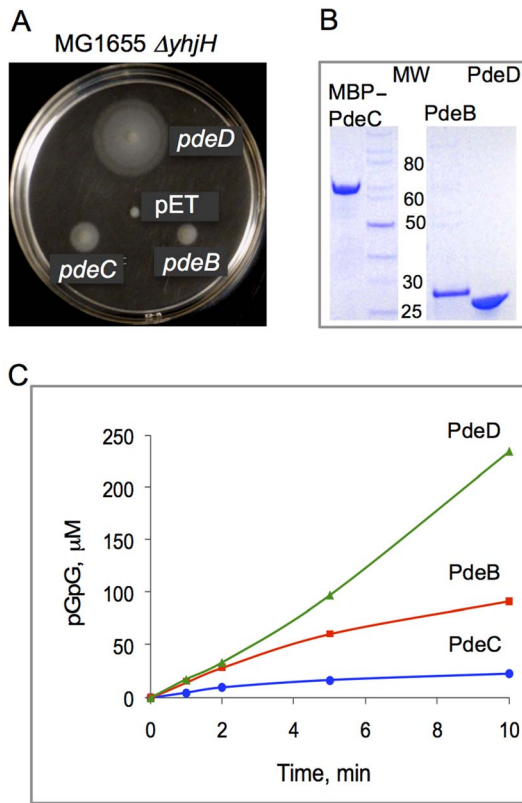 A
MG1655 ΔyhjH
pdeD
pET
pdeC
pdeB
B
MW PdeD
MBP–
PdeC
PdeB
80
60
50
30
25
C
250
200
150
100
50
0
pGpG, μM
PdeD
PdeB
PdeC
0 2 4 6 8 10
Time, min